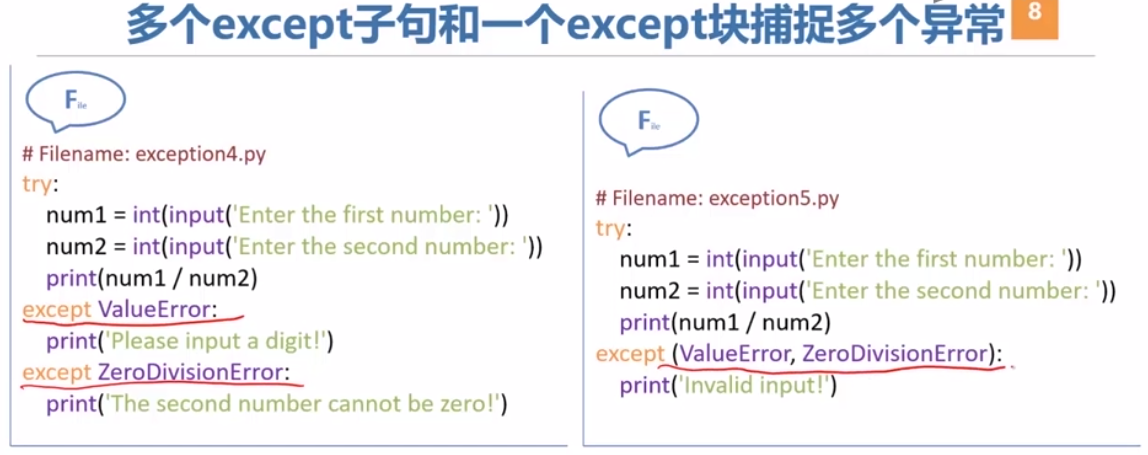 多个except子句和一个except块捕捉多个异常
8
File
# Filename: exception4.py
try:
    num1 = int(input('Enter the first number: '))
    num2 = int(input('Enter the second number: '))
    print(num1 / num2)
except ValueError:
    print('Please input a digit!')
except ZeroDivisionError:
    print('The second number cannot be zero!')
File
# Filename: exception5.py
try:
    num1 = int(input('Enter the first number: '))
    num2 = int(input('Enter the second number: '))
    print(num1 / num2)
except (ValueError, ZeroDivisionError):
    print('Invalid input!')